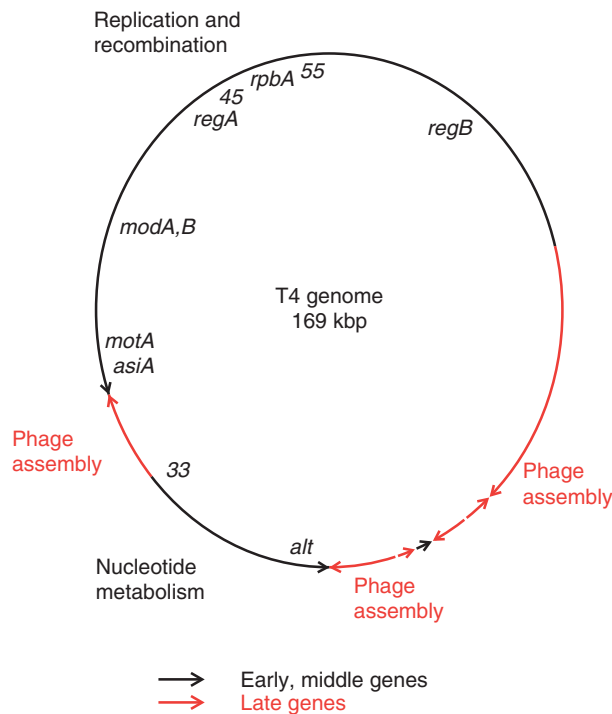 Replication and
recombination
rpbA
55
45
regA
regB
modA,B
T4 genome
169 kbp
motA
asiA
Phage
assembly
33
Phage
assembly
alt
Nucleotide
metabolism
Phage
assembly
Early, middle genes
Late genes